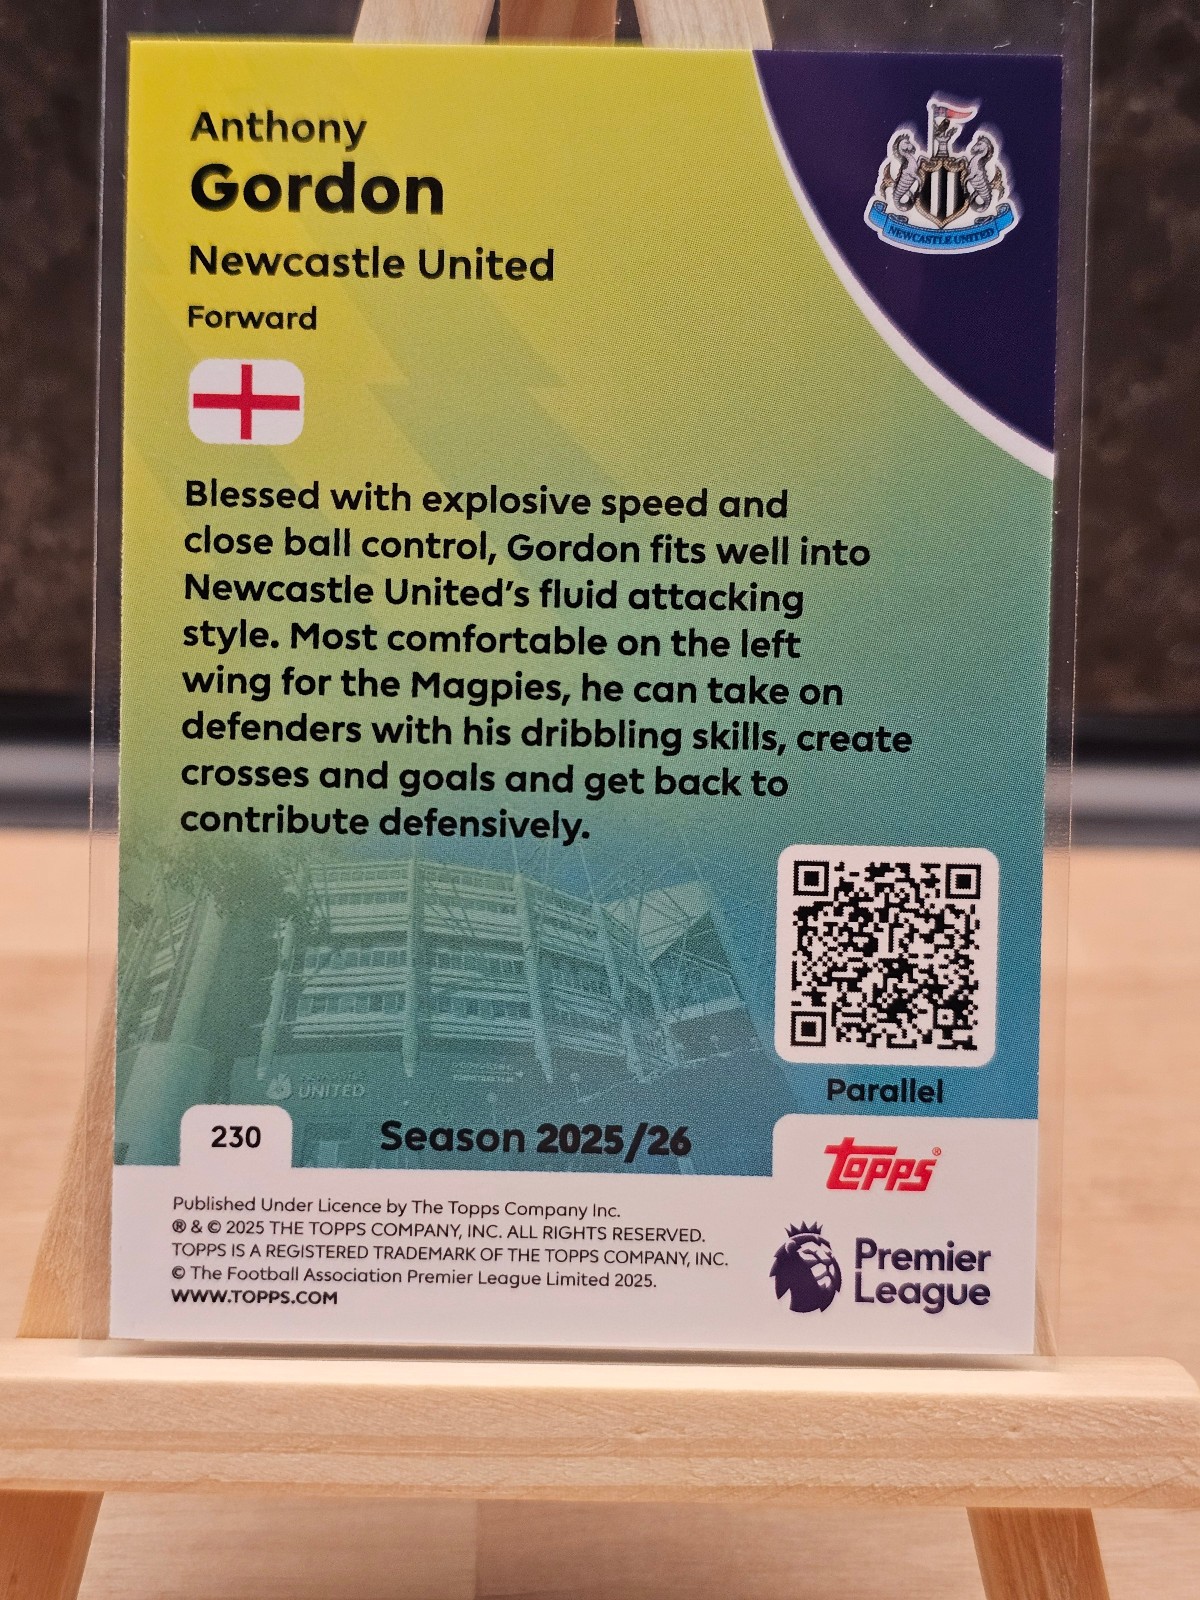 Anthony
Gordon
NEWCASTLE UNITED
Newcastle United
Forward
Blessed with explosive speed and
close ball control, Gordon fits well into
Newcastle United's fluid attacking
style. Most comfortable on the left
wing for the Magpies, he can take on
defenders with his dribbling skills, create
crosses and goals and get back to
contribute defensively.
UNITED
Parallel
230
Season 2025/26
Topps®
Published Under Licence by The Topps Company Inc.
® & © 2025 THE TOPPS COMPANY, INC. ALL RIGHTS RESERVED.
TOPPS IS A REGISTERED TRADEMARK OF THE TOPPS COMPANY, INC.
© The Football Association Premier League Limited 2025.
WWW.TOPPS.COM
Premier
League